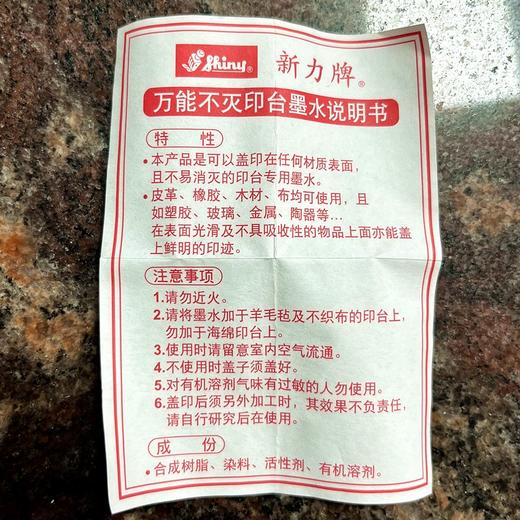 Shiny® 新力牌®
万能不灭印台墨水说明书
特 性
•本产品是可以盖印在任何材质表面，
且不易消灭的印台专用墨水。
•皮革、橡胶、木材、布均可使用，且
如塑胶、玻璃、金属、陶器等...
在表面光滑及不具吸收性的物品上面亦能盖
上鲜明的印迹。
注意事项
1.请勿近火。
2.请将墨水加于羊毛毡及不织布的印台上，
勿加于海绵印台上。
3.使用时请留意室内空气流通。
4.不使用时盖子须盖好。
5.对有机溶剂气味有过敏的人勿使用。
6.盖印后须另外加工时，其效果不负责任，
请自行研究后在使用。
成 份
•合成树脂、染料、活性剂、有机溶剂。